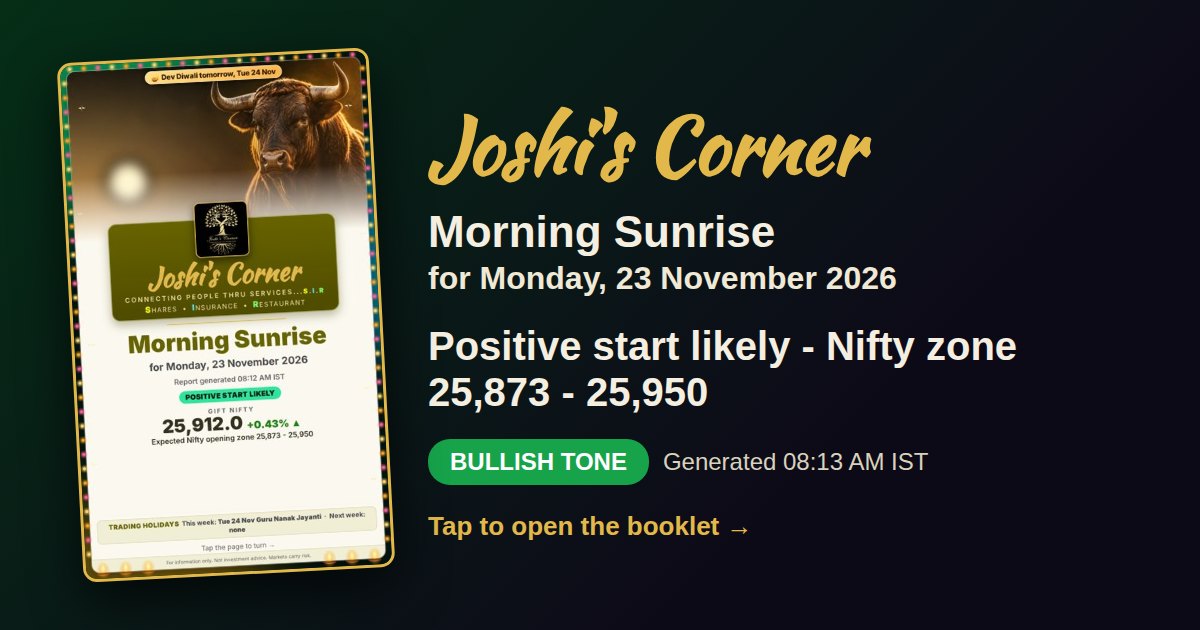 Dev Diwali tomorrow, Tue 24 Nov
Joshi's Corner
Joshi's Corner
CONNECTING PEOPLE THRU SERVICES...S.I.R
SHARES • INSURANCE • RESTAURANT
Morning Sunrise
for Monday, 23 November 2026
Report generated 08:12 AM IST
POSITIVE START LIKELY
GIFT NIFTY
25,912.0 +0.43% ▲
Expected Nifty opening zone 25,873 - 25,950
TRADING HOLIDAYS This week: Tue 24 Nov Guru Nanak Jayanti · Next week:
none
Tap the page to turn →
For information only. Not investment advice. Markets carry risk.
Joshi's Corner
Morning Sunrise
for Monday, 23 November 2026
Positive start likely - Nifty zone
25,873 - 25,950
BULLISH TONE Generated 08:13 AM IST
Tap to open the booklet →